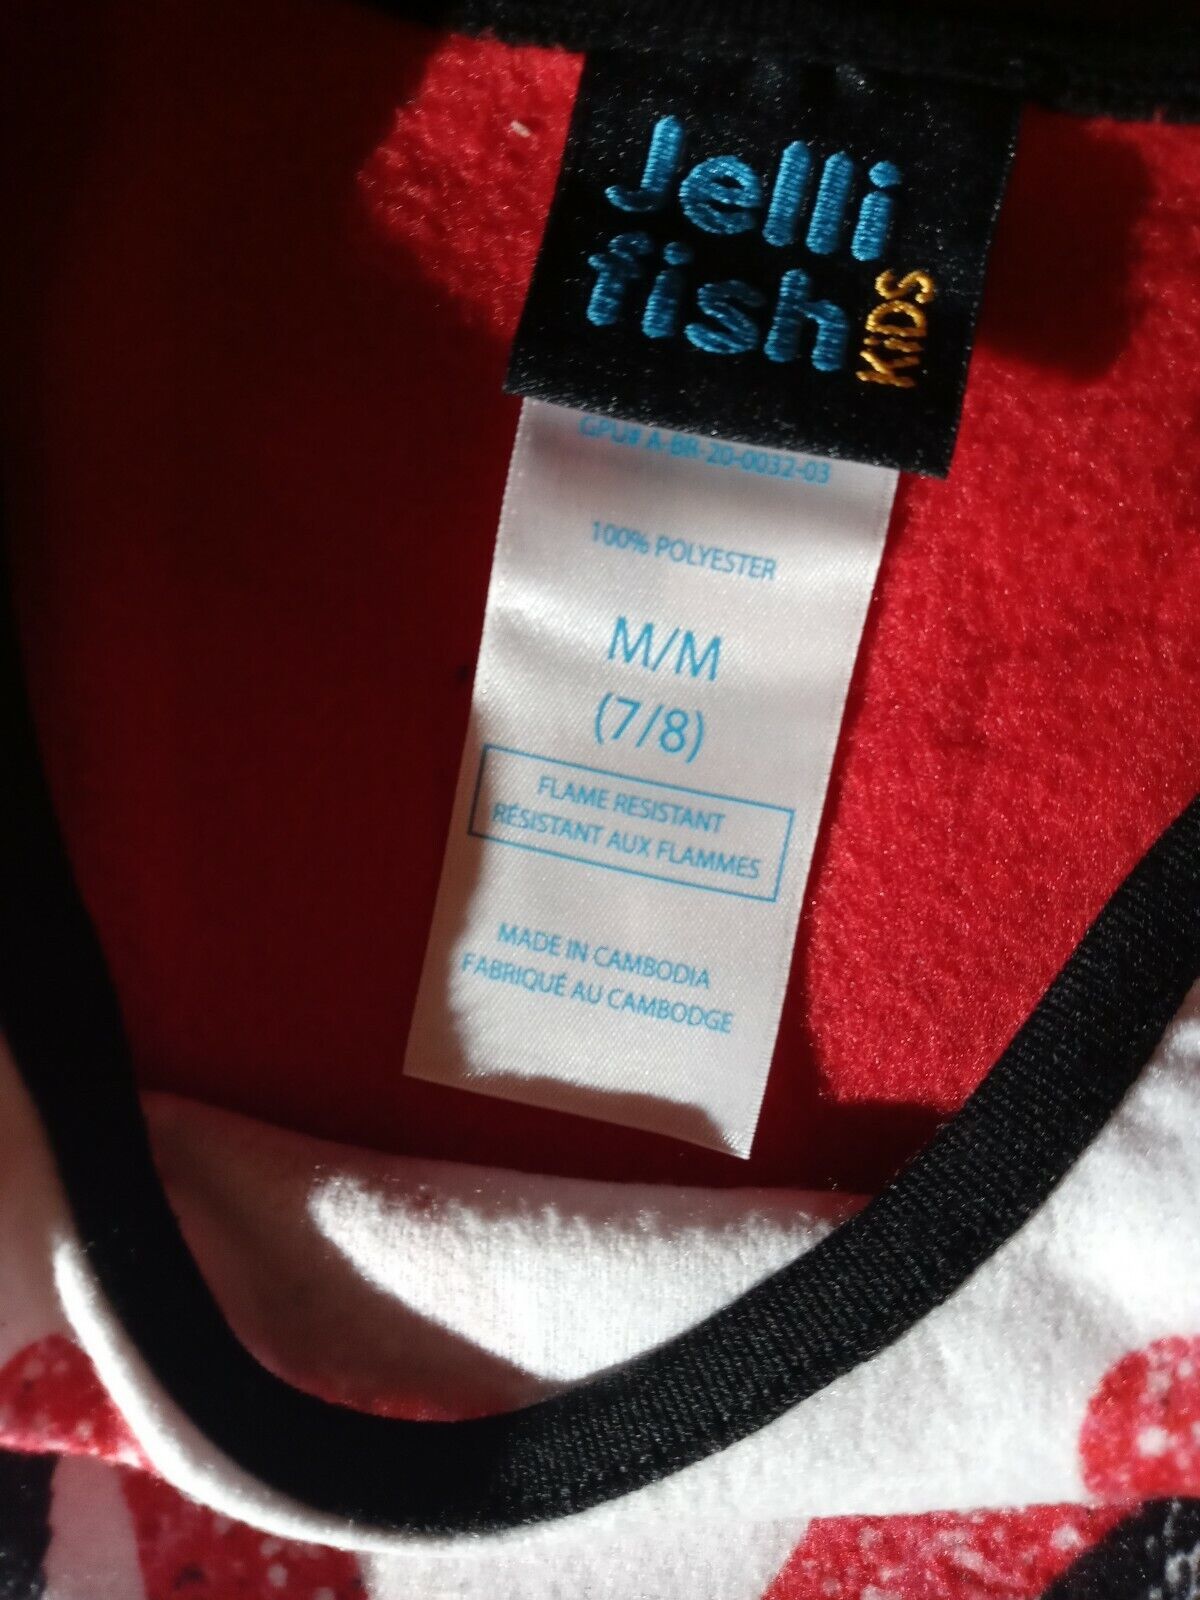 Jelli
fish KiDS
GPU# A-BR-20-0032-03
100% POLYESTER
M/M
(7/8)
FLAME RESISTANT
RÉSISTANT AUX FLAMMES
MADE IN CAMBODIA
FABRIQUÉ AU CAMBODGE